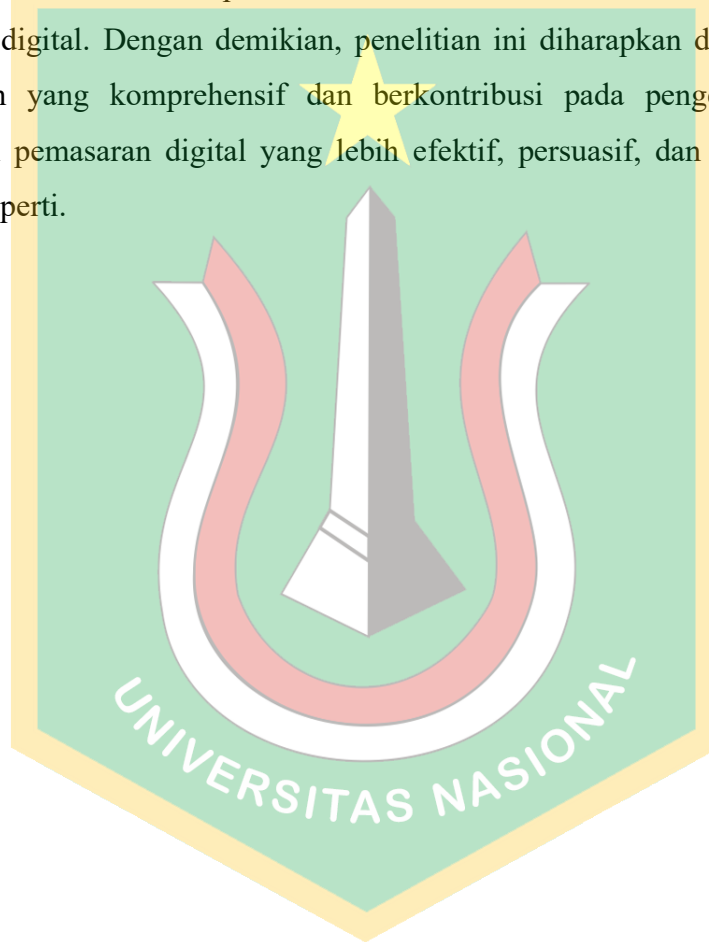 digital. Dengan demikian, penelitian ini diharapkan d
yang komprehensif dan berkontribusi pada peng
pemasaran digital yang lebih efektif, persuasif, dan
perti.
UNIVERSITAS NASIONAL